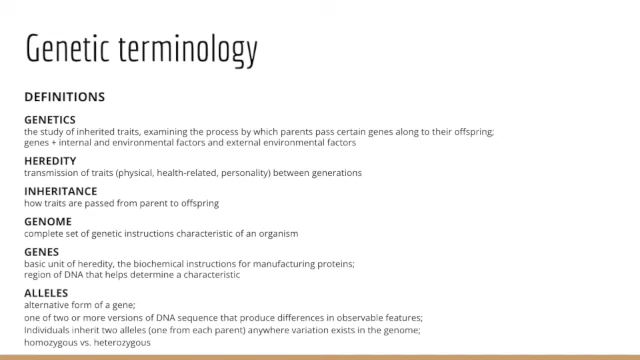 Genetic terminology
DEFINITIONS
GENETICS
the study of inherited traits, examining the process by which parents pass certain genes along to their offspring;
genes + internal and environmental factors and external environmental factors
HEREDITY
transmission of traits (physical, health-related, personality) between generations
INHERITANCE
how traits are passed from parent to offspring
GENOME
complete set of genetic instructions characteristic of an organism
GENES
basic unit of heredity, the biochemical instructions for manufacturing proteins;
region of DNA that helps determine a characteristic
ALLELES
alternative form of a gene;
one of two or more versions of DNA sequence that produce differences in observable features;
Individuals inherit two alleles (one from each parent) anywhere variation exists in the genome;
homozygous vs. heterozygous